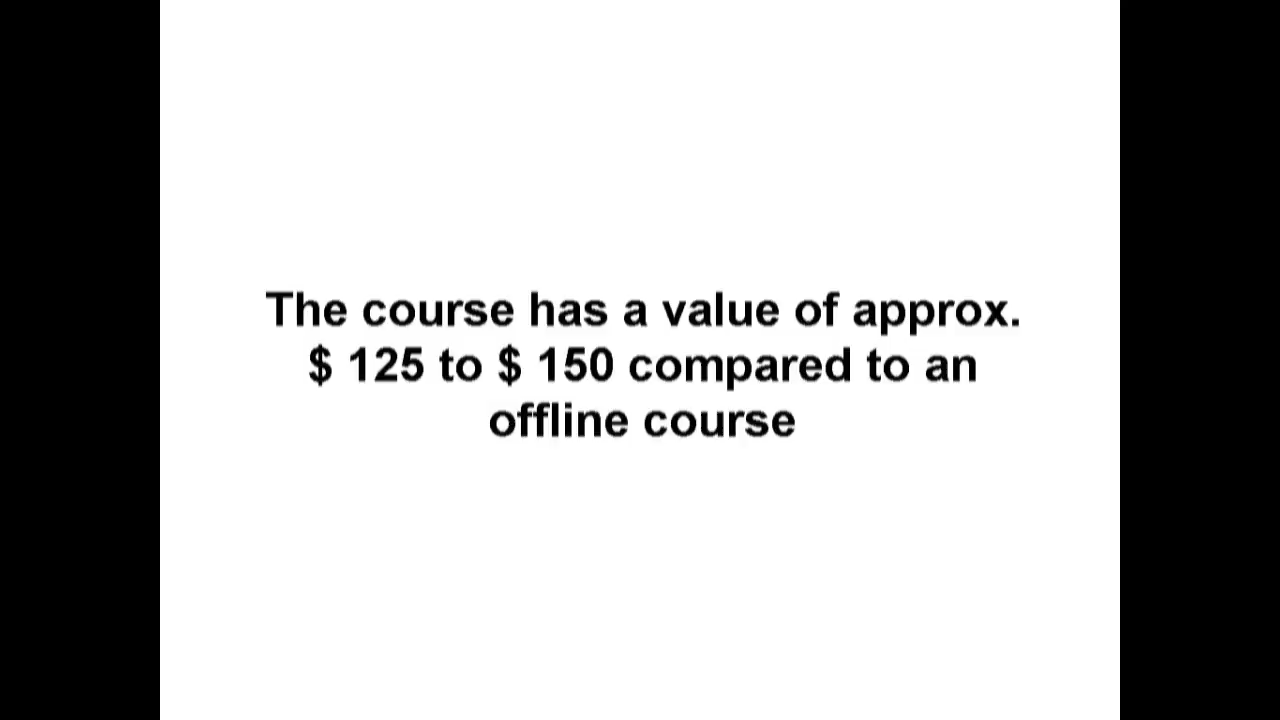 The course has a value of approx.
$ 125 to $ 150 compared to an
offline course